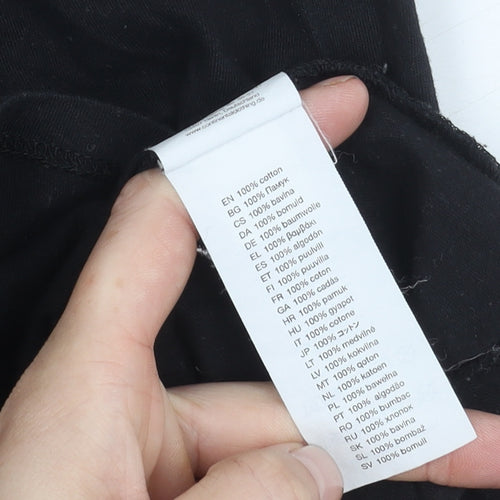 Deutschland
www.continentalclothing.de
EN 100% cotton
BG 100% Памук
CS 100% bavlna
DA 100% bomuld
DE 100% baumwolle
EL 100% βαμβάκι
ES 100% algodón
ET 100% puuvill
FI 100% puuvilla
FR 100% coton
GA 100% cadás
HR 100% pamuk
HU 100% gyapot
IT 100% cotone
JP 100% コットン
LT 100% medvilnė
LV 100% kokvilna
MT 100% qoton
NL 100% katoen
PL 100% bawełna
PT 100% algodão
RO 100% bumbac
RU 100% хлопок
SK 100% bavlna
SL 100% bombaž
SV 100% bomull